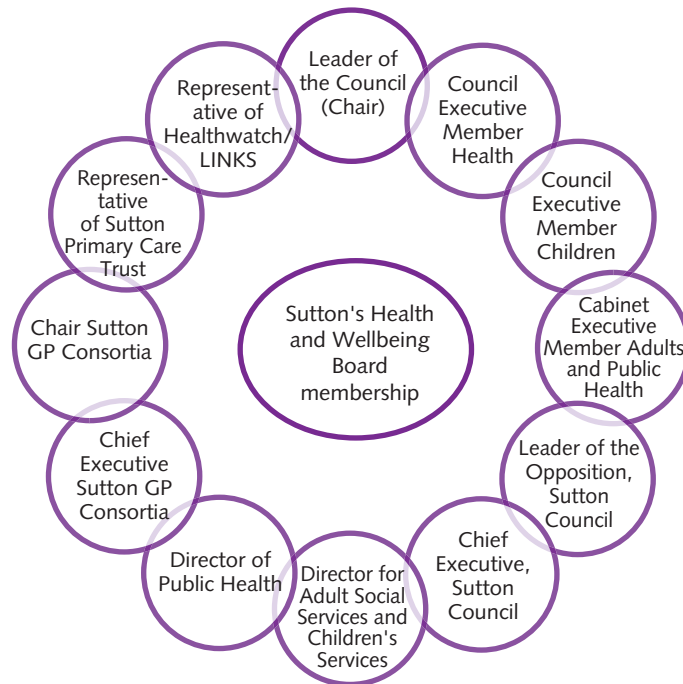 Leader of
the Council
(Chair)
Council
Executive
Member
Health
Council
Executive
Member
Children
Cabinet
Executive
Member Adults
and Public
Health
Leader of the
Opposition,
Sutton
Council
Chief
Executive,
Sutton
Council
Director for
Adult Social
Services and
Children's
Services
Director of
Public Health
Chief
Executive
Sutton GP
Consortia
Chair Sutton
GP Consortia
Represen-
tative
of Sutton
Primary Care
Trust
Represent-
ative of
Healthwatch/
LINKS
Sutton's Health
and Wellbeing
Board
membership